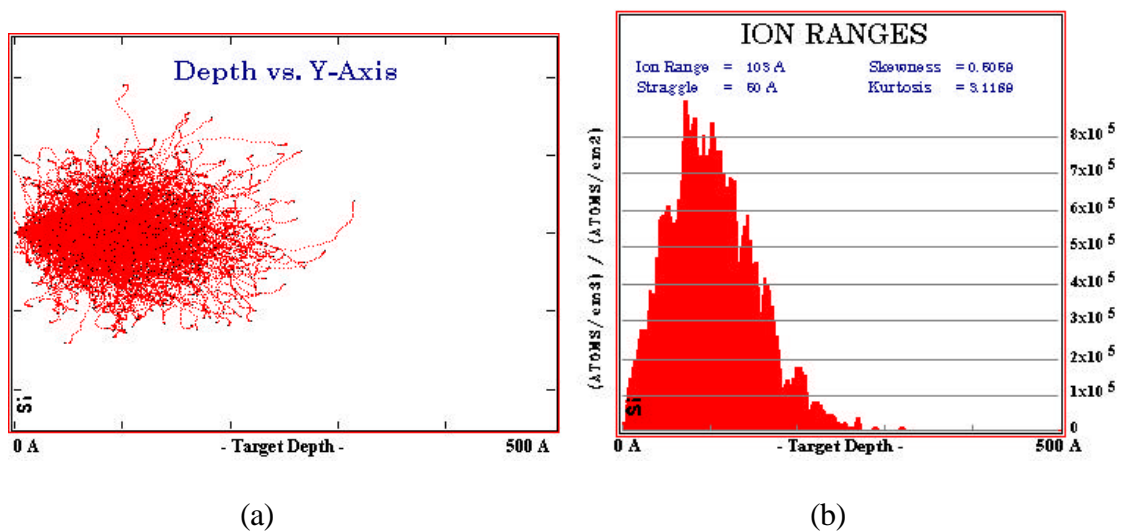 Depth vs. Y-Axis
Si
0 A
- Target Depth -
500 A
(a)
ION RANGES
Ion Range = 103 A
Skewness = 0.5059
Straggle = 50 A
Kurtosis = 3.1169
(ATOMS/cm3) / (ATOMS/cm2)
8x10 5
7x10 5
6x10 5
5x10 5
4x10 5
3x10 5
2x10 5
1x10 5
0
Si
0 A
- Target Depth -
500 A
(b)